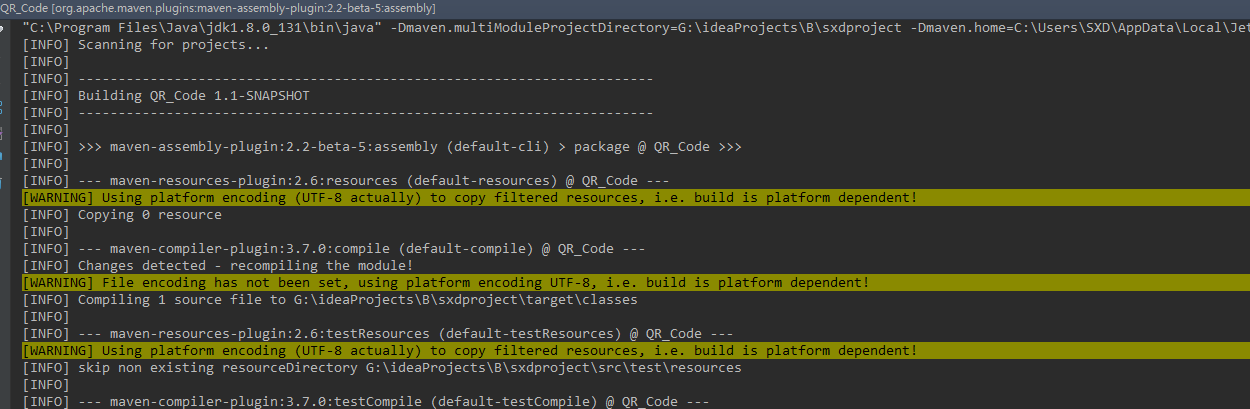 QR_Code [org.apache.maven.plugins:maven-assembly-plugin:2.2-beta-5:assembly]
"C:\Program Files\Java\jdk1.8.0_131\bin\java" -Dmaven.multiModuleProjectDirectory=G:\ideaProjects\B\sxdproject -Dmaven.home=C:\Users\SXD\AppData\Local\Jet
[INFO] Scanning for projects...
[INFO]
[INFO] ------------------------------------------------------------------------
[INFO] Building QR_Code 1.1-SNAPSHOT
[INFO] ------------------------------------------------------------------------
[INFO]
[INFO] >>> maven-assembly-plugin:2.2-beta-5:assembly (default-cli) > package @ QR_Code >>>
[INFO]
[INFO] --- maven-resources-plugin:2.6:resources (default-resources) @ QR_Code ---
[WARNING] Using platform encoding (UTF-8 actually) to copy filtered resources, i.e. build is platform dependent!
[INFO] Copying 0 resource
[INFO]
[INFO] --- maven-compiler-plugin:3.7.0:compile (default-compile) @ QR_Code ---
[INFO] Changes detected - recompiling the module!
[WARNING] File encoding has not been set, using platform encoding UTF-8, i.e. build is platform dependent!
[INFO] Compiling 1 source file to G:\ideaProjects\B\sxdproject\target\classes
[INFO]
[INFO] --- maven-resources-plugin:2.6:testResources (default-testResources) @ QR_Code ---
[WARNING] Using platform encoding (UTF-8 actually) to copy filtered resources, i.e. build is platform dependent!
[INFO] skip non existing resourceDirectory G:\ideaProjects\B\sxdproject\src\test\resources
[INFO]
[INFO] --- maven-compiler-plugin:3.7.0:testCompile (default-testCompile) @ QR_Code ---